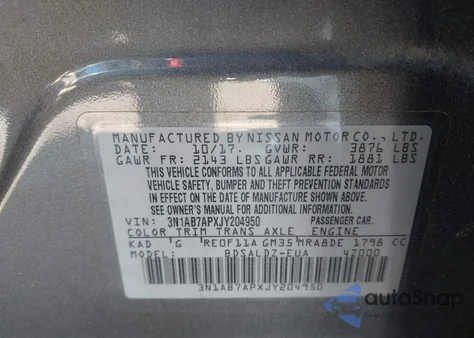 MANUFACTURED BY NISSAN MOTOR CO., LTD.
DATE: 10/17. GVWR: 3876 LBS
GAWR FR: 2143 LBS GAWR RR: 1881 LBS
THIS VEHICLE CONFORMS TO ALL APPLICABLE FEDERAL MOTOR
VEHICLE SAFETY, BUMPER AND THEFT PREVENTION STANDARDS
IN EFFECT ON THE DATE OF MANUFACTURE SHOWN ABOVE.
SEE OWNER'S MANUAL FOR ADDITIONAL INFORMATION.
VIN: 3N1AB7APXJY204950 PASSENGER CAR.
COLOR TRIM TRANS AXLE ENGINE
KAD G RE0F11A GM35 MRA8DE 1798 CC
MODEL: BDSALDZ-EUA 42000
3N1AB7APXJY204950
autoSnap